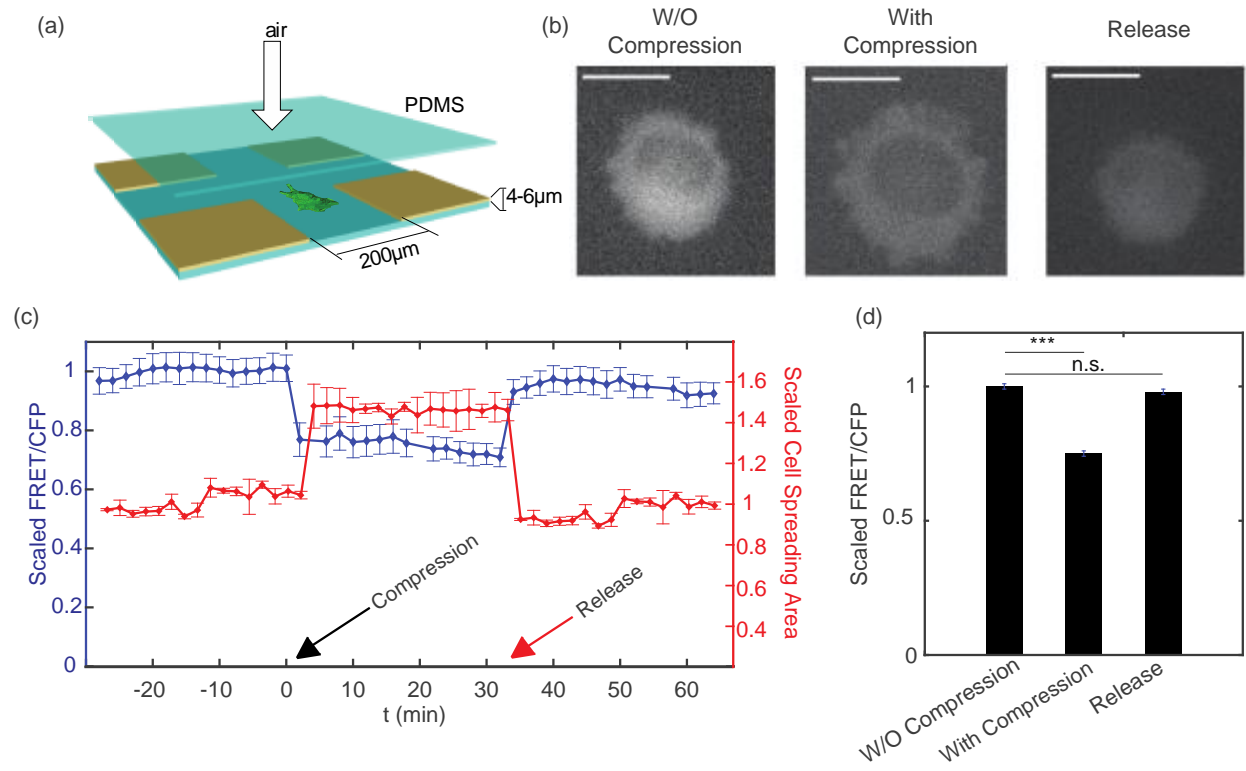 (a)
air
PDMS
4-6μm
200μm
(b)
W/O
Compression
With
Compression
Release
(c)
Scaled FRET/CFP
1
0.8
0.6
0.4
0.2
0
-20
-10
0
10
20
30
40
50
60
t (min)
Compression
Release
1.6
1.4
1.2
1
0.8
0.6
0.4
Scaled Cell Spreading Area
(d)
Scaled FRET/CFP
1
0.5
0
***
n.s.
W/O Compression
With Compression
Release